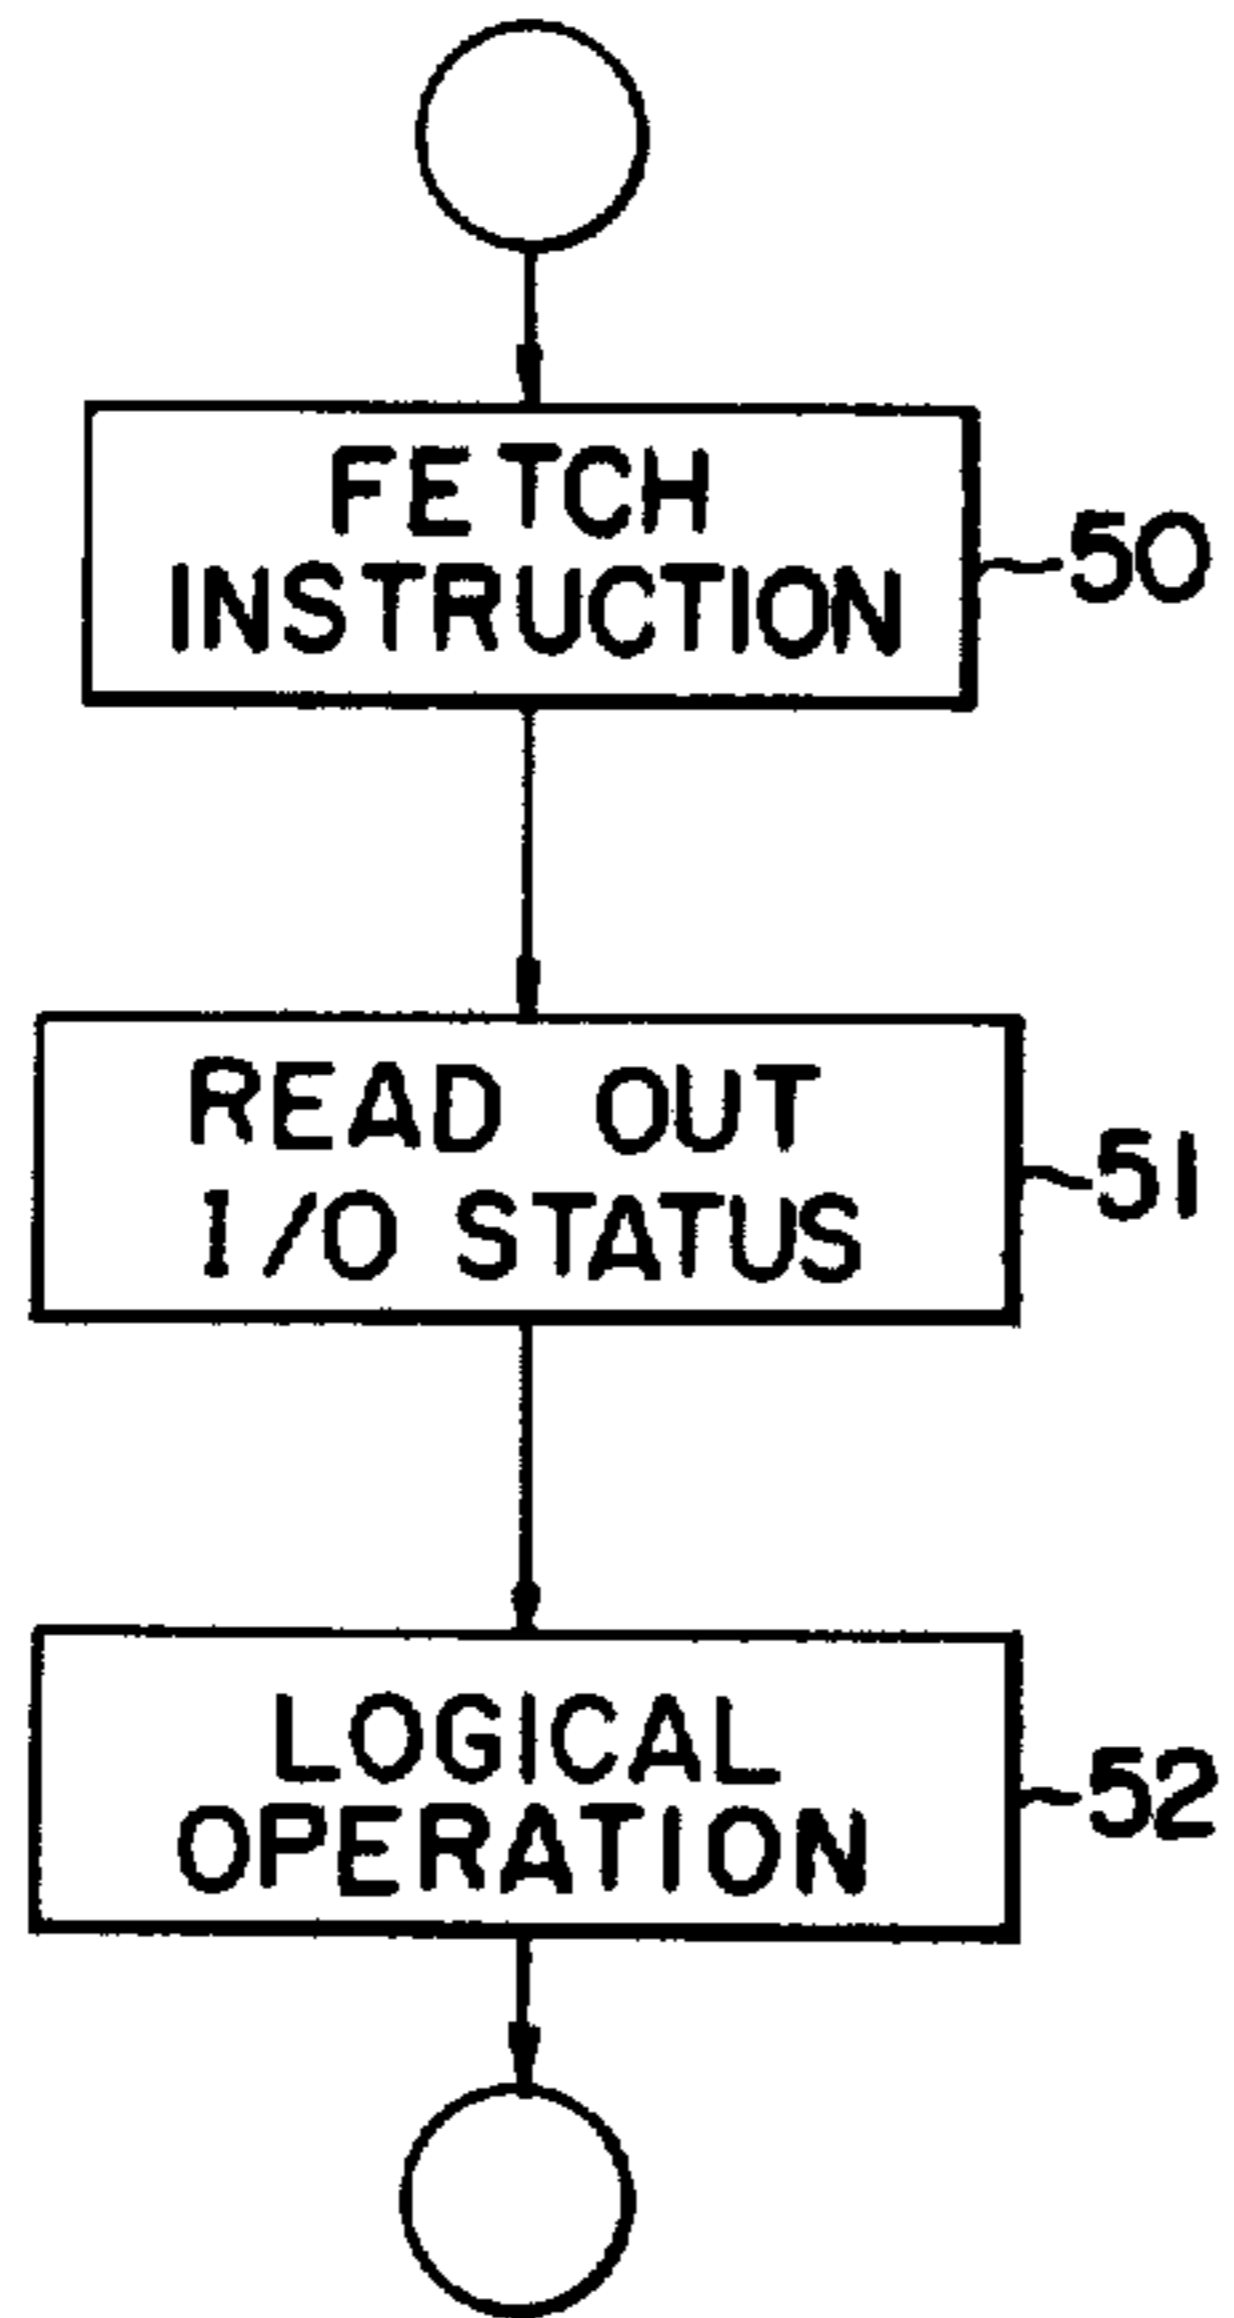 FETCH
INSTRUCTION
50
READ OUT
I/O STATUS
51
LOGICAL
OPERATION
52